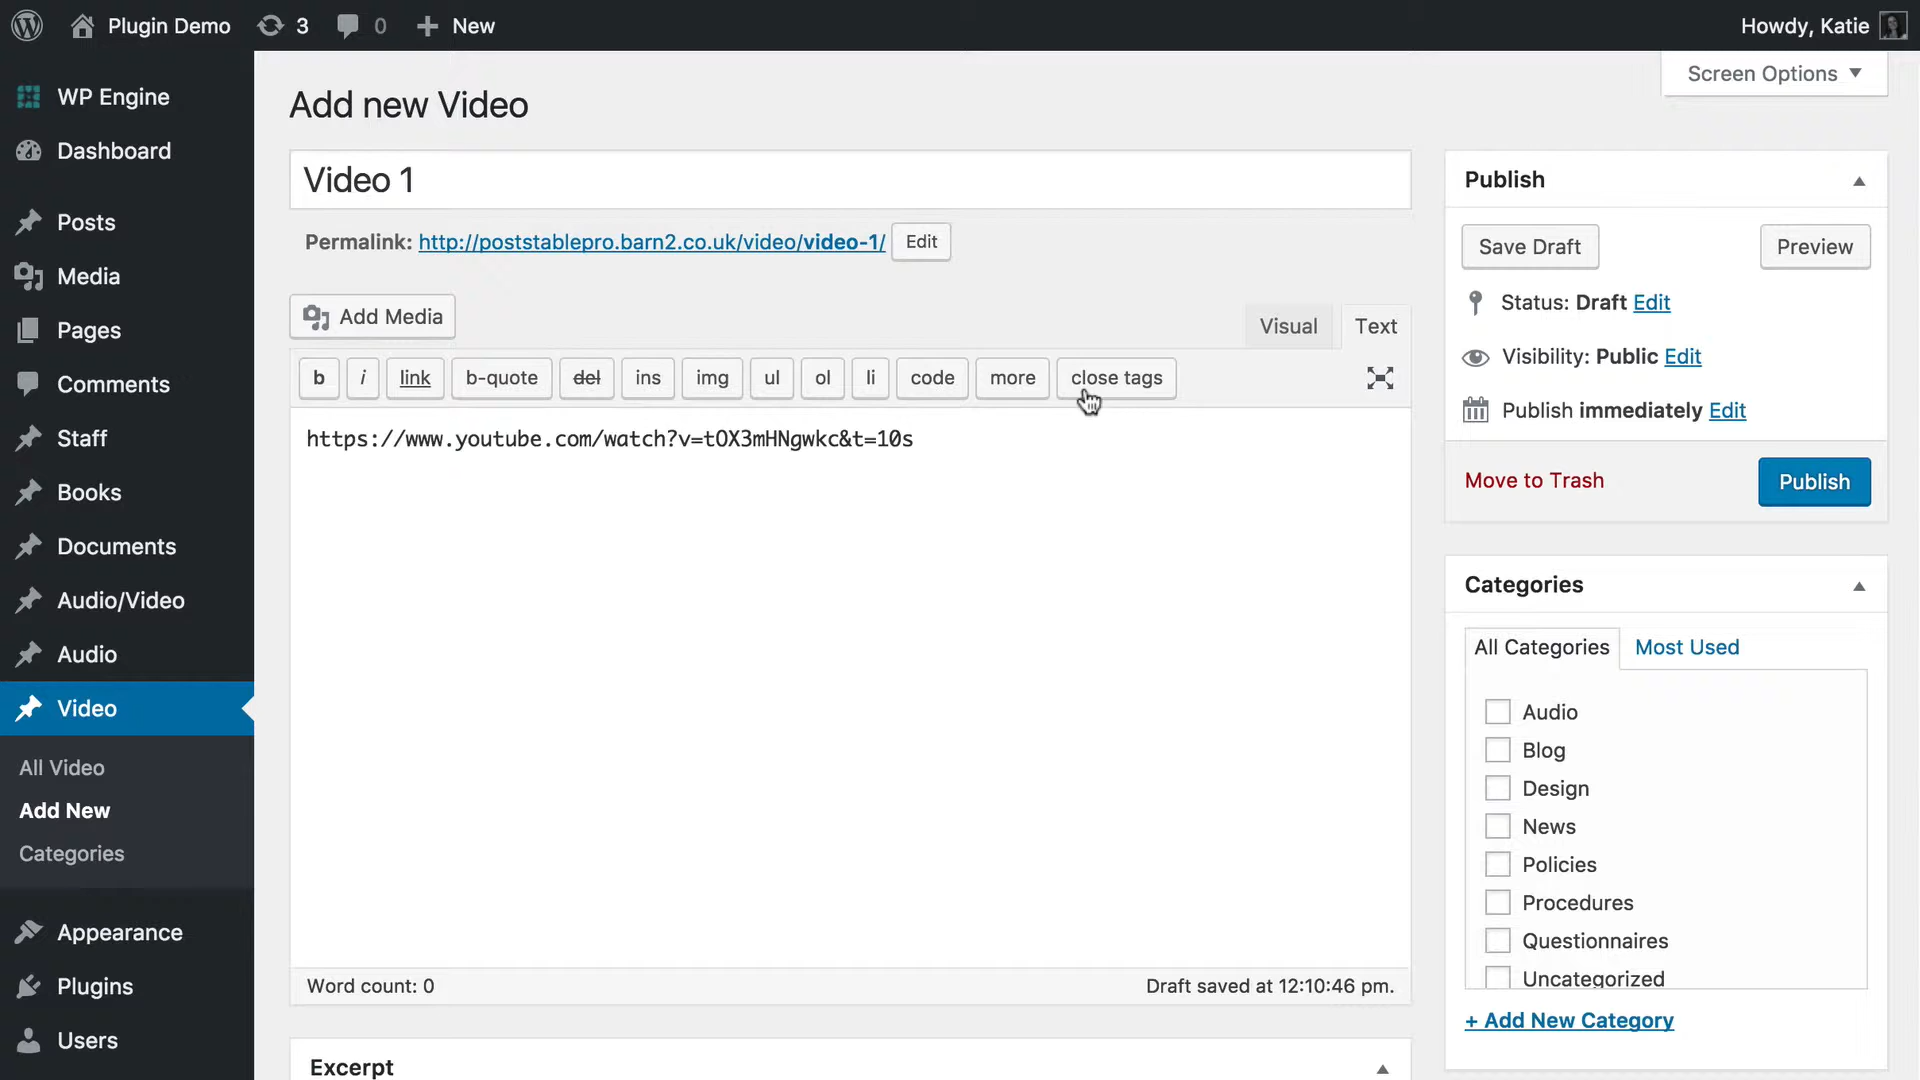 Plugin Demo
3
0
New
Howdy, Katie
WP Engine
Dashboard
Posts
Media
Pages
Comments
Staff
Books
Documents
Audio/Video
Audio
Video
All Video
Add New
Categories
Appearance
Plugins
Users
Screen Options
Add new Video
Video 1
Permalink: http://poststablepro.barn2.co.uk/video/video-1/ Edit
Add Media
Visual
Text
b
i
link
b-quote
del
ins
img
ul
ol
li
code
more
close tags
https://www.youtube.com/watch?v=tOX3mHNgwkc&t=10s
Word count: 0
Draft saved at 12:10:46 pm.
Excerpt
Publish
Save Draft
Preview
Status: Draft Edit
Visibility: Public Edit
Publish immediately Edit
Move to Trash
Publish
Categories
All Categories
Most Used
Audio
Blog
Design
News
Policies
Procedures
Questionnaires
Uncategorized
+ Add New Category